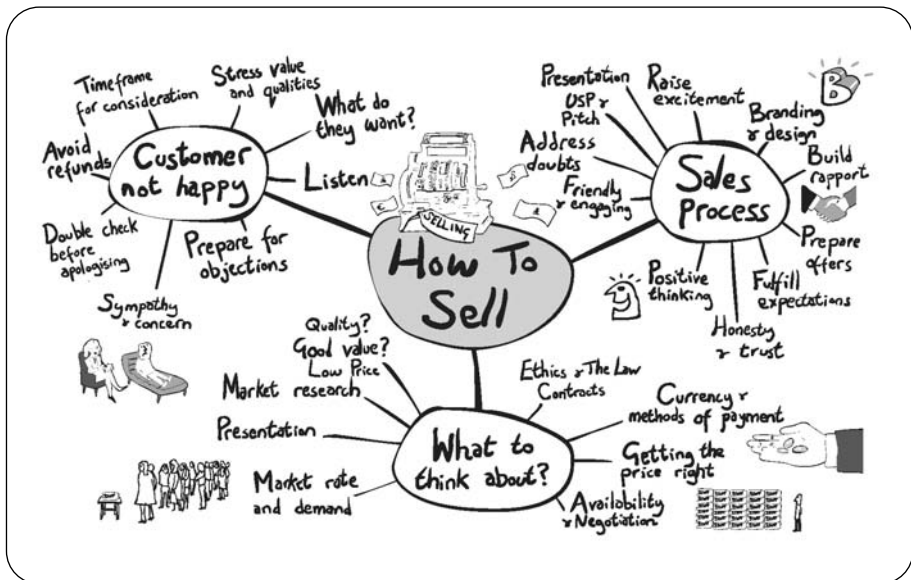 How To
Sell
SELLING
Customer
not happy
Timeframe
for consideration
Stress value
and qualities
What do
they want?
Listen
Prepare for
objections
Sympathy
& concern
Double check
before
apologising
Avoid
refunds
Sales
Process
Presentation
USP &
Pitch
Raise
excitement
Branding
& design
B
Build
rapport
Prepare
offers
Fulfill
expectations
Honesty
& trust
Positive
thinking
Friendly
& engaging
Address
doubts
What to
think about?
Quality?
Good value?
Low Price
Market
research
Presentation
Market rate
and demand
Ethics & The Law
Contracts
Currency &
methods of payment
Getting the
price right
Availability
& Negotiation